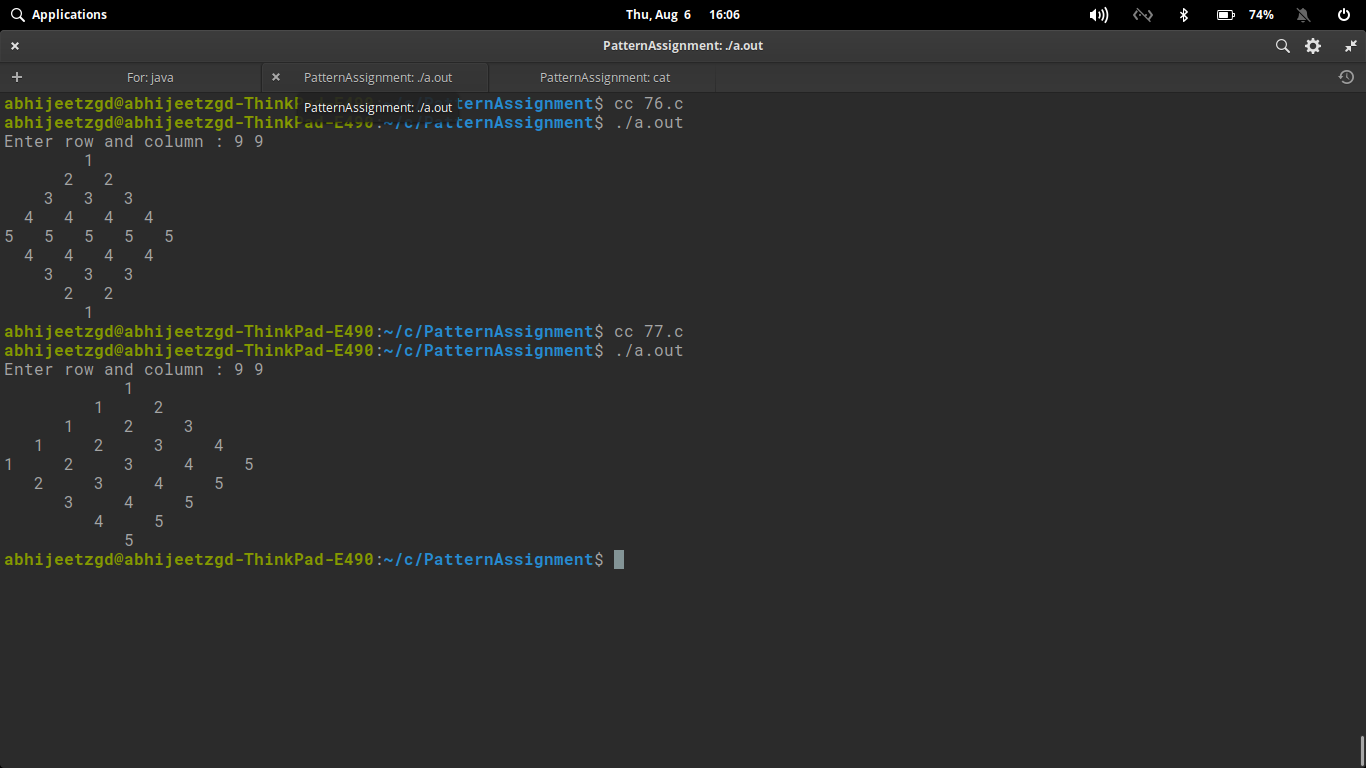 Applications Thu, Aug 6 16:06 74%
PatternAssignment: ./a.out
For: java PatternAssignment: ./a.out PatternAssignment: cat
PatternAssignment: ./a.out
abhijeetzgd@abhijeetzgd-ThinkP ternAssignment$ cc 76.c
abhijeetzgd@abhijeetzgd-ThinkPad-E490:~/c/PatternAssignment$ ./a.out
Enter row and column : 9 9
        1
      2   2
    3   3   3
  4   4   4   4
5   5   5   5   5
  4   4   4   4
    3   3   3
      2   2
        1
abhijeetzgd@abhijeetzgd-ThinkPad-E490:~/c/PatternAssignment$ cc 77.c
abhijeetzgd@abhijeetzgd-ThinkPad-E490:~/c/PatternAssignment$ ./a.out
Enter row and column : 9 9
            1
         1     2
      1     2     3
   1     2     3     4
1     2     3     4     5
   2     3     4     5
      3     4     5
         4     5
            5
abhijeetzgd@abhijeetzgd-ThinkPad-E490:~/c/PatternAssignment$